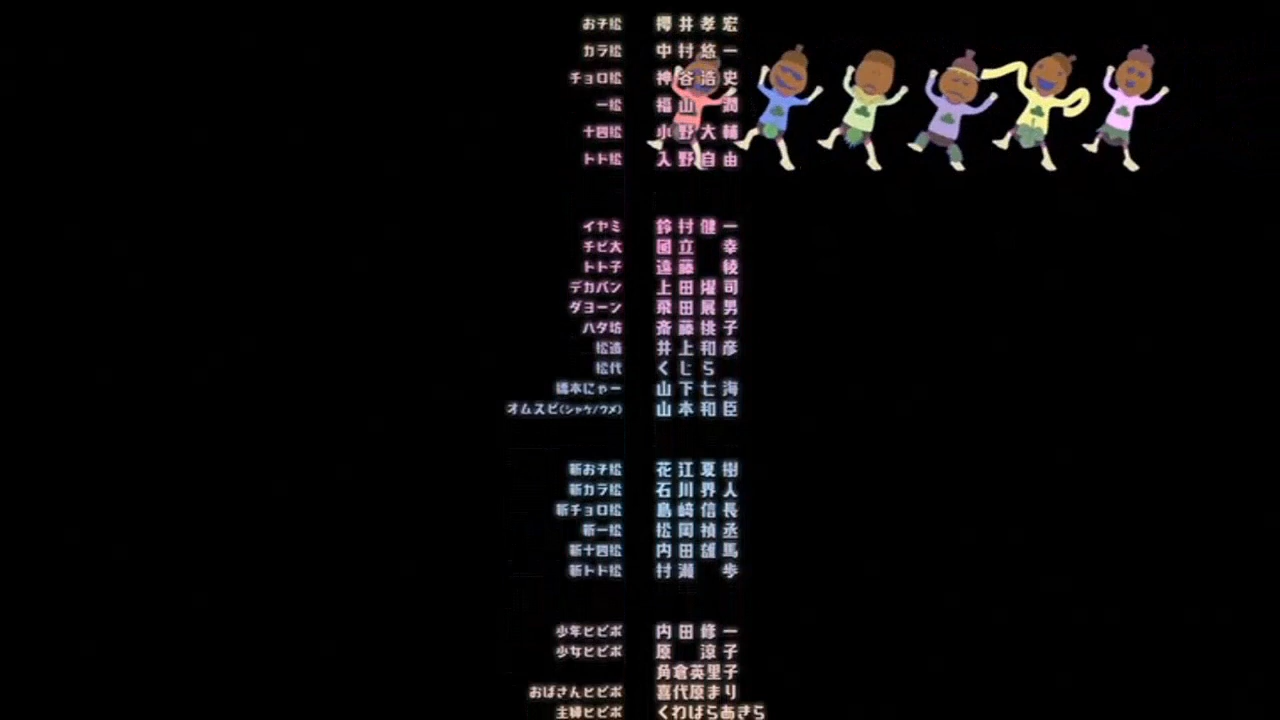 おそ松 櫻井孝宏
カラ松 中村悠一
チョロ松 神谷浩史
一松 福山 潤
十四松 小野大輔
トド松 入野自由
イヤミ 鈴村健一
チビ太 國立 幸
トト子 遠藤 綾
デカパン 上田燿司
ダヨーン 飛田展男
ハタ坊 斎藤桃子
松造 井上和彦
松代 くじら
橋本にゃー 山下七海
オムスビ(シャケ/ウメ) 山本和臣
新おそ松 花江夏樹
新カラ松 石川界人
新チョロ松 島﨑信長
新一松 松岡禎丞
新十四松 内田雄馬
新トド松 村瀬 歩
少年ヒピポ 内田修一
少女ヒピポ 原 涼子
角倉英里子
おばさんヒピポ 喜代原まり
主婦ヒピポ くわばらあきら